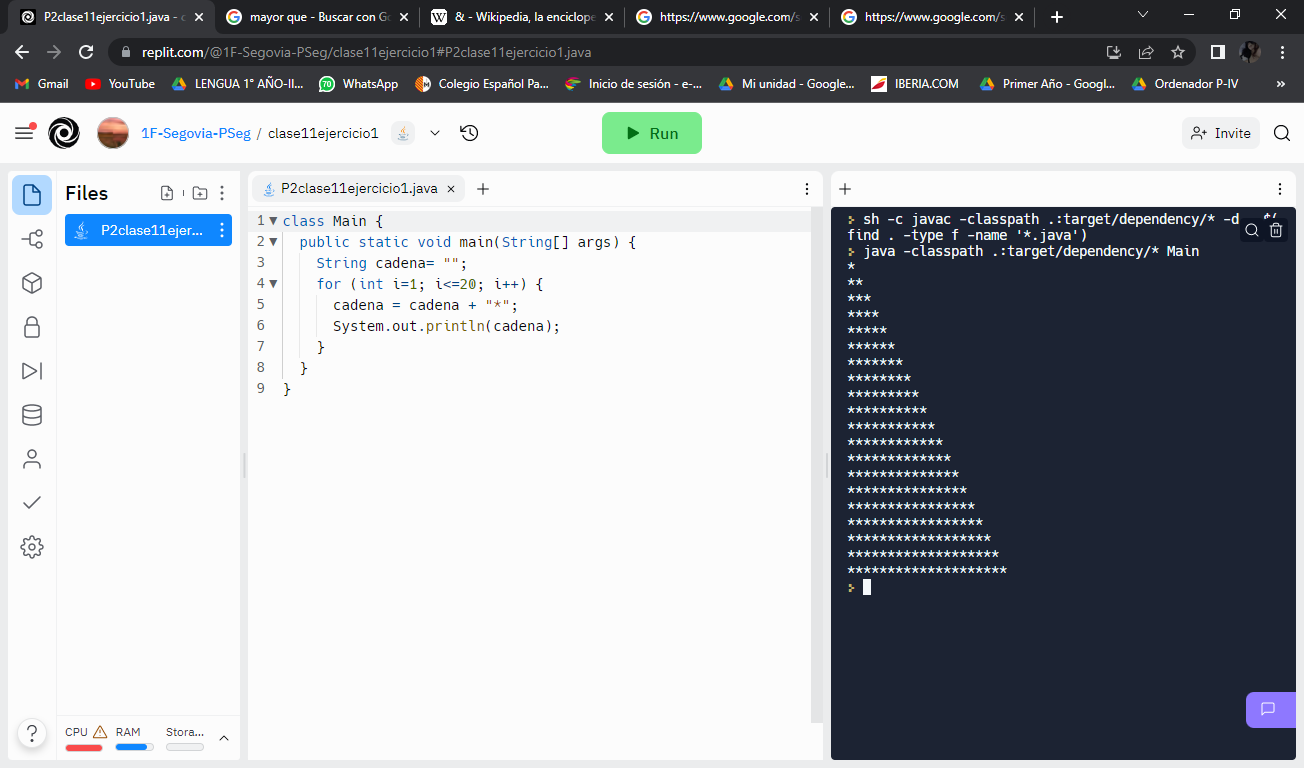 P2clase11ejercicio1.java - c
mayor que - Buscar con Go
& - Wikipedia, la enciclope
https://www.google.com/s
https://www.google.com/s
replit.com/@1F-Segovia-PSeg/clase11ejercicio1#P2clase11ejercicio1.java
Gmail
YouTube
LENGUA 1° AÑO-II...
WhatsApp
Colegio Español Pa...
Inicio de sesión - e-...
Mi unidad - Google...
IBERIA.COM
Primer Año - Googl...
Ordenador P-IV
»
1F-Segovia-PSeg / clase11ejercicio1
Run
Invite
Files
P2clase11ejer...
P2clase11ejercicio1.java
1 class Main {
2 public static void main(String[] args) {
3 String cadena= "";
4 for (int i=1; i<=20; i++) {
5 cadena = cadena + "*";
6 System.out.println(cadena);
7 }
8 }
9 }
sh -c javac -classpath .:target/dependency/* -d . $(
find . -type f -name '*.java')
java -classpath .:target/dependency/* Main
*
**
***
****
*****
******
*******
********
*********
**********
***********
************
*************
**************
***************
****************
*****************
******************
*******************
********************
CPU
RAM
Stora...
?